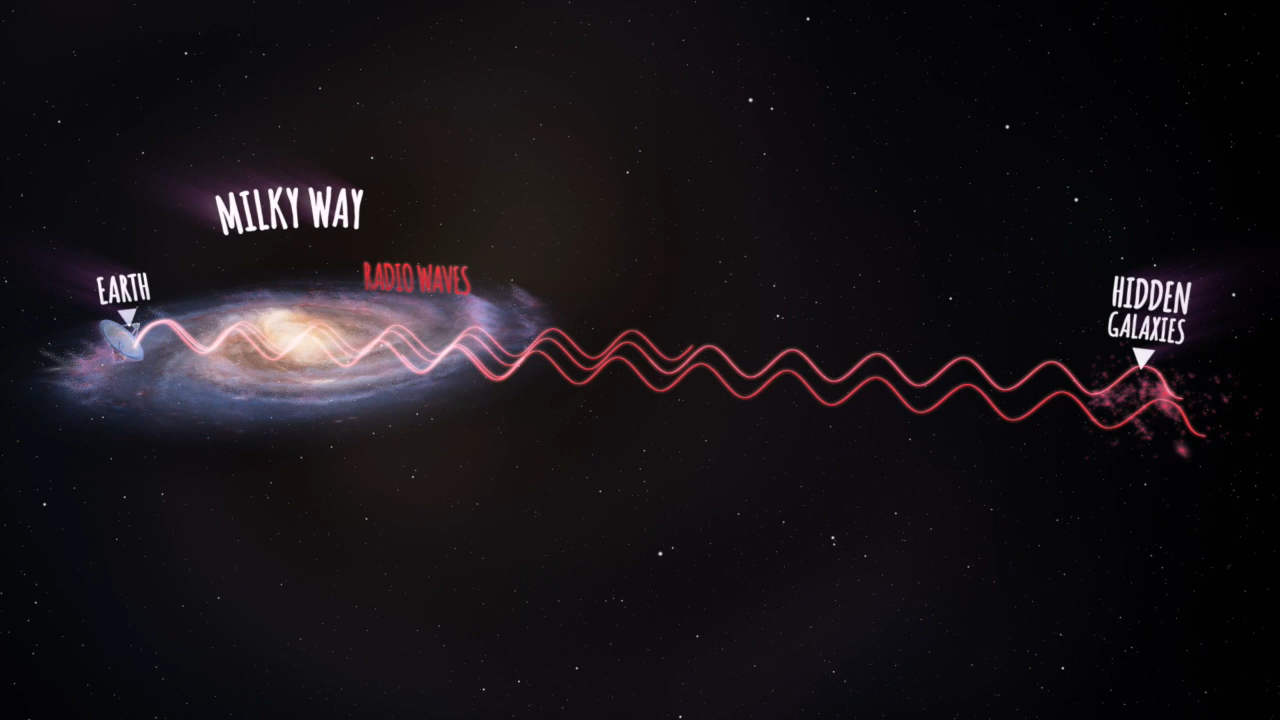 MILKY WAY
RADIO WAVES
EARTH
HIDDEN
GALAXIES